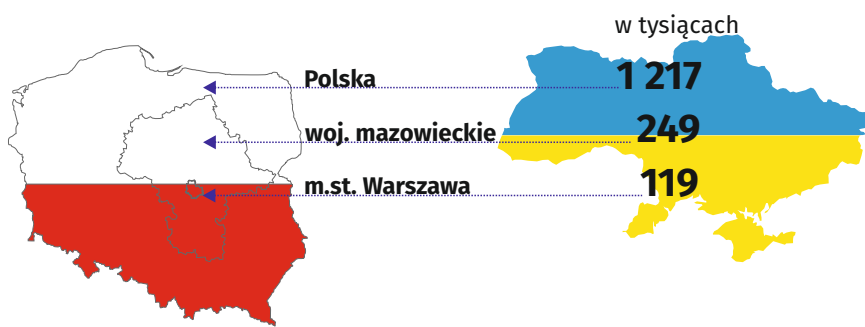 w tysiącach
Polska 1 217
woj. mazowieckie 249
m.st. Warszawa 119